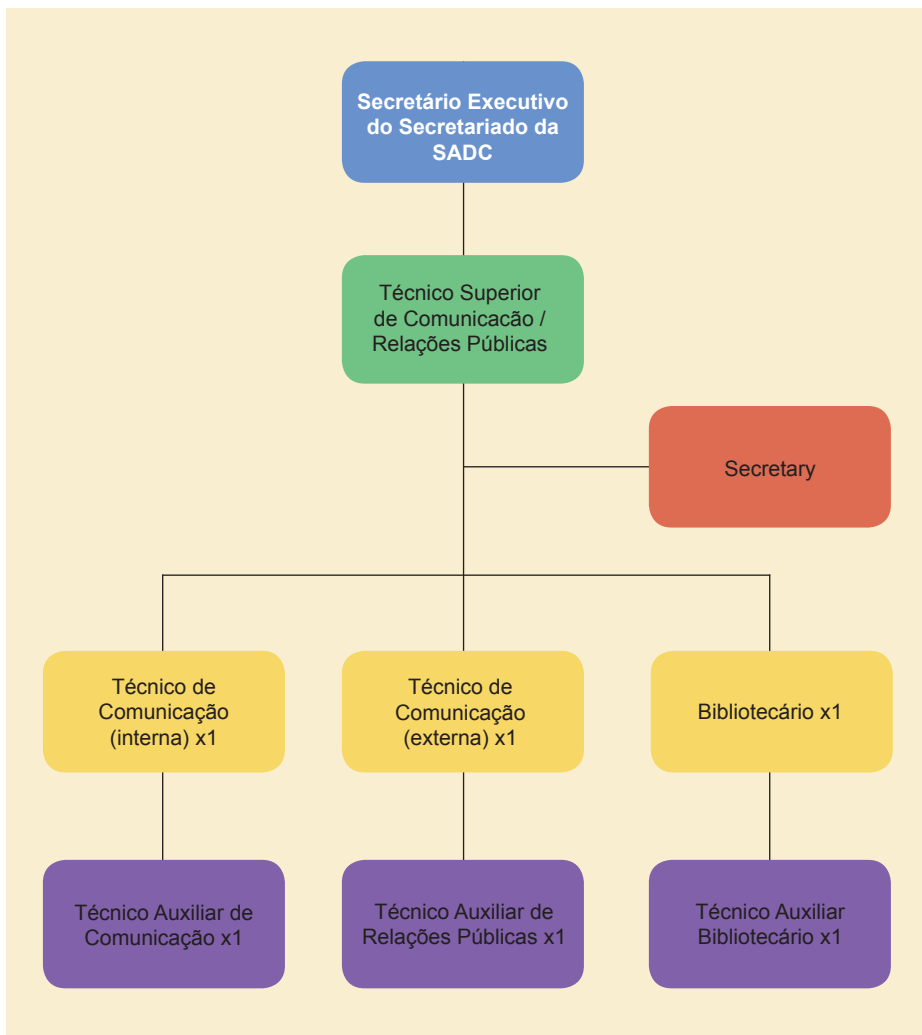 Secretário Executivo
do Secretariado da
SADC
Técnico Superior
de Comunicacão /
Relações Públicas
Secretary
Técnico de
Comunicação
(interna) x1
Técnico de
Comunicação
(externa) x1
Bibliotecário x1
Técnico Auxiliar de
Comunicação x1
Técnico Auxiliar de
Relações Públicas x1
Técnico Auxiliar
Bibliotecário x1